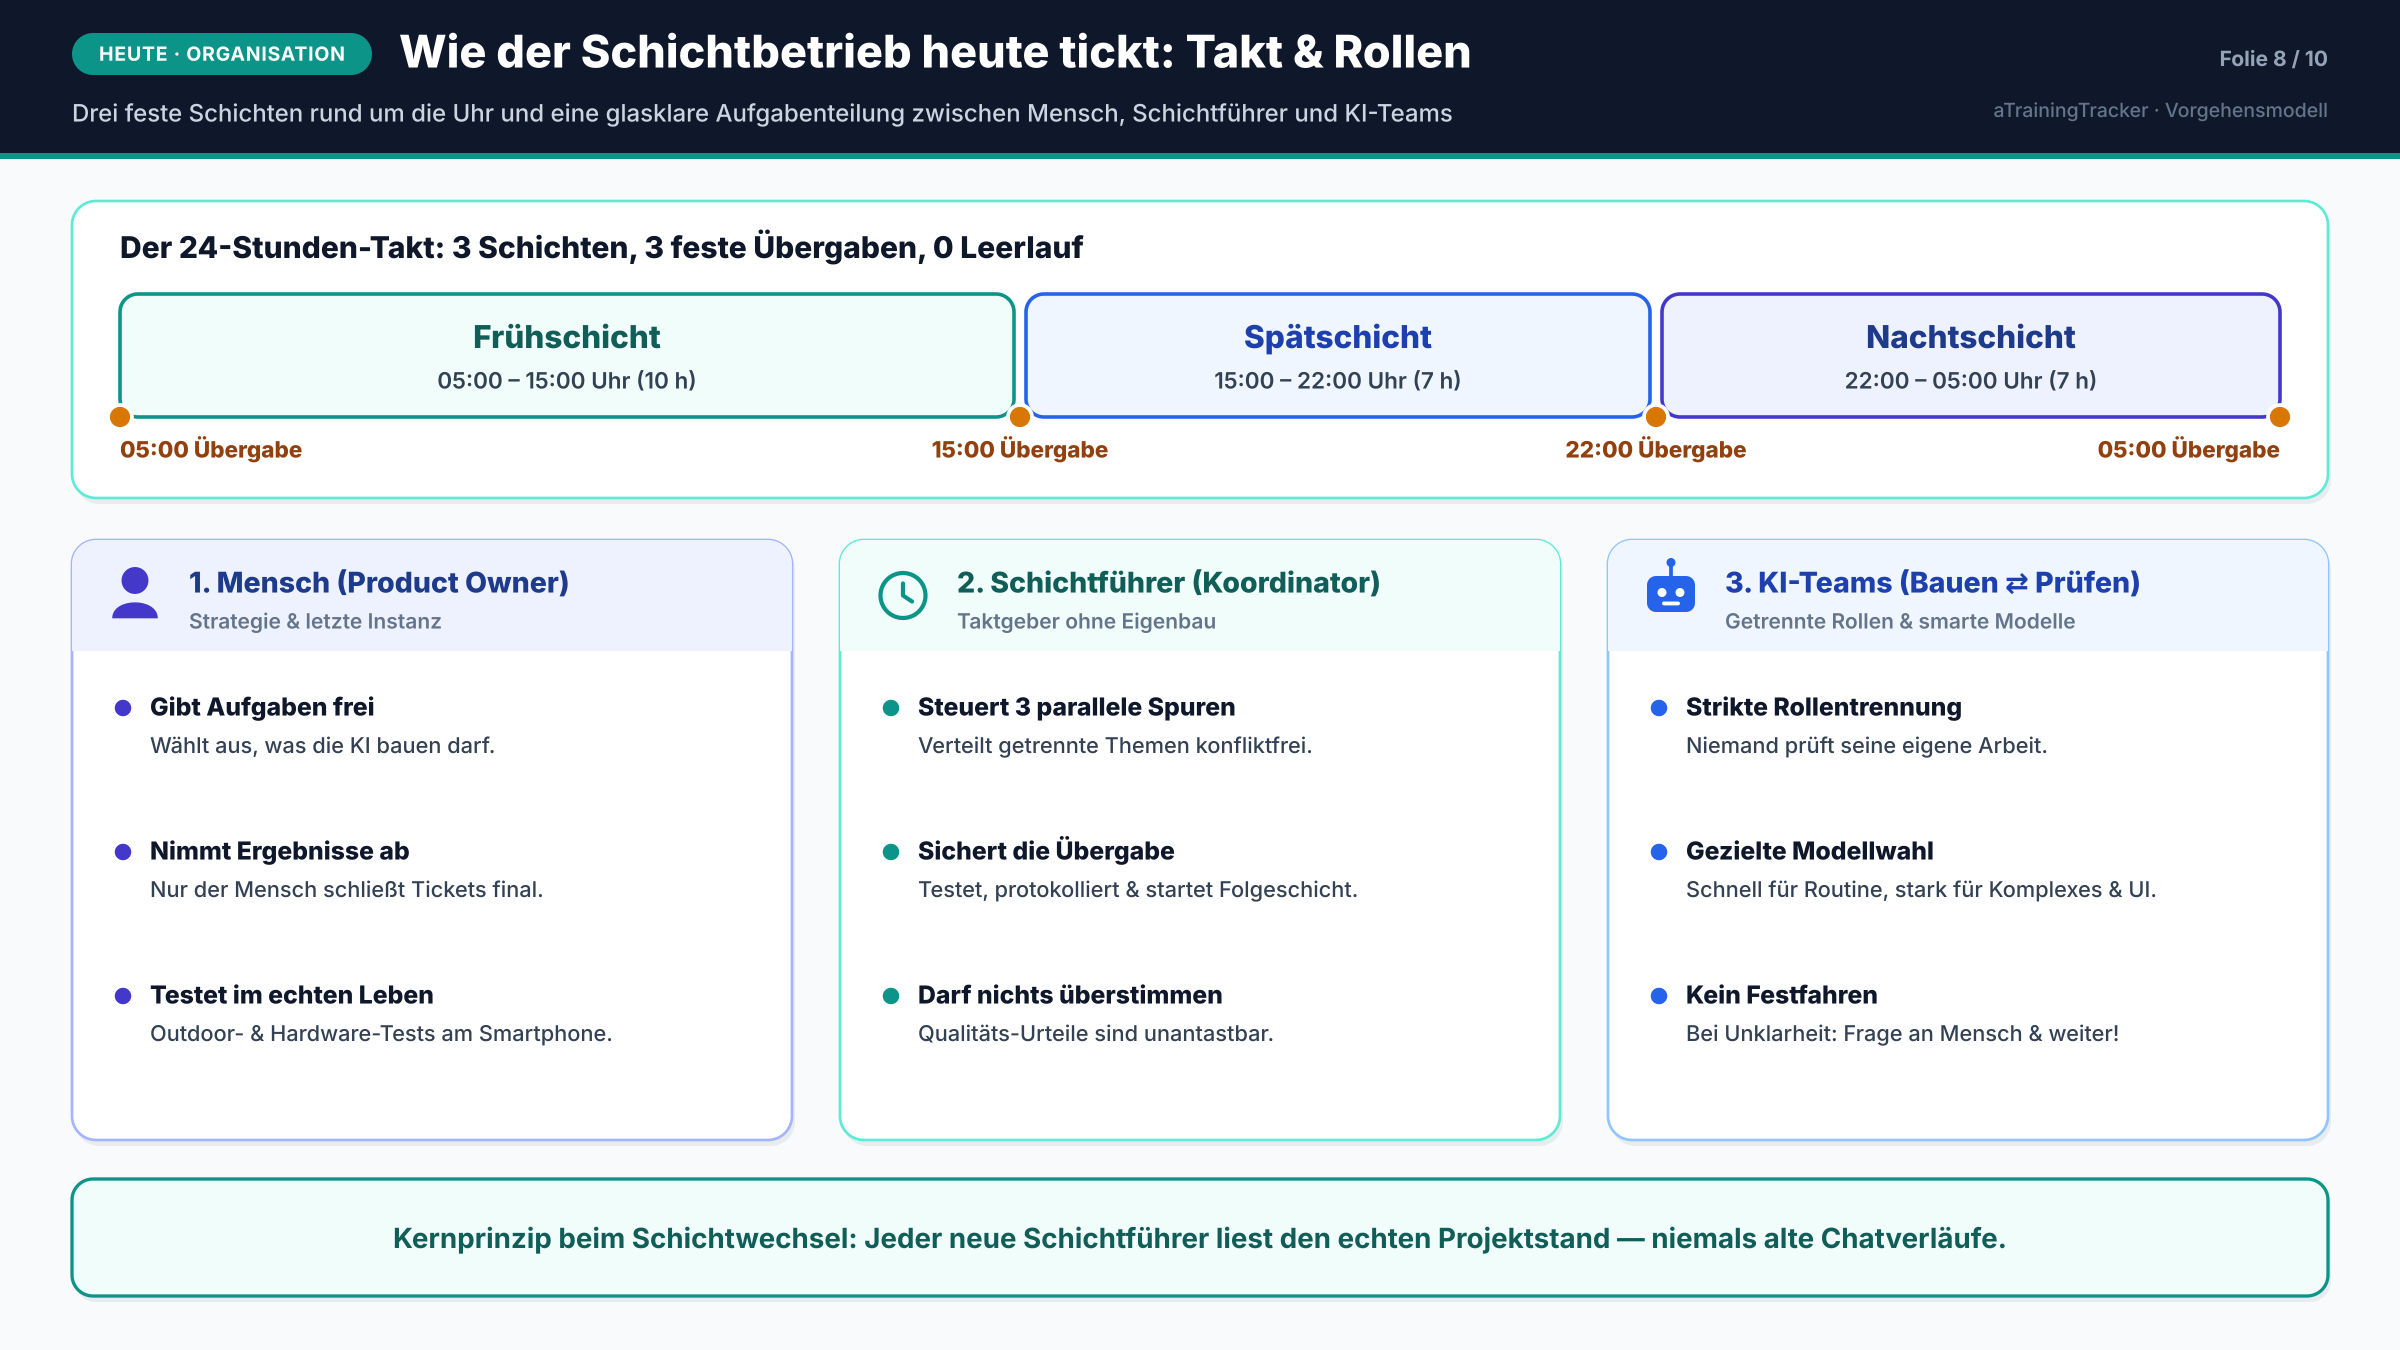 HEUTE · ORGANISATION
Wie der Schichtbetrieb heute tickt: Takt & Rollen
Folie 8 / 10
Drei feste Schichten rund um die Uhr und eine glasklare Aufgabenteilung zwischen Mensch, Schichtführer und KI-Teams
aTrainingTracker · Vorgehensmodell
Der 24-Stunden-Takt: 3 Schichten, 3 feste Übergaben, 0 Leerlauf
Frühschicht
05:00 – 15:00 Uhr (10 h)
Spätschicht
15:00 – 22:00 Uhr (7 h)
Nachtschicht
22:00 – 05:00 Uhr (7 h)
05:00 Übergabe
15:00 Übergabe
22:00 Übergabe
05:00 Übergabe
1. Mensch (Product Owner)
Strategie & letzte Instanz
Gibt Aufgaben frei
Wählt aus, was die KI bauen darf.
Nimmt Ergebnisse ab
Nur der Mensch schließt Tickets final.
Testet im echten Leben
Outdoor- & Hardware-Tests am Smartphone.
2. Schichtführer (Koordinator)
Taktgeber ohne Eigenbau
Steuert 3 parallele Spuren
Verteilt getrennte Themen konfliktfrei.
Sichert die Übergabe
Testet, protokolliert & startet Folgeschicht.
Darf nichts überstimmen
Qualitäts-Urteile sind unantastbar.
3. KI-Teams (Bauen ⇄ Prüfen)
Getrennte Rollen & smarte Modelle
Strikte Rollentrennung
Niemand prüft seine eigene Arbeit.
Gezielte Modellwahl
Schnell für Routine, stark für Komplexes & UI.
Kein Festfahren
Bei Unklarheit: Frage an Mensch & weiter!
Kernprinzip beim Schichtwechsel: Jeder neue Schichtführer liest den echten Projektstand — niemals alte Chatverläufe.